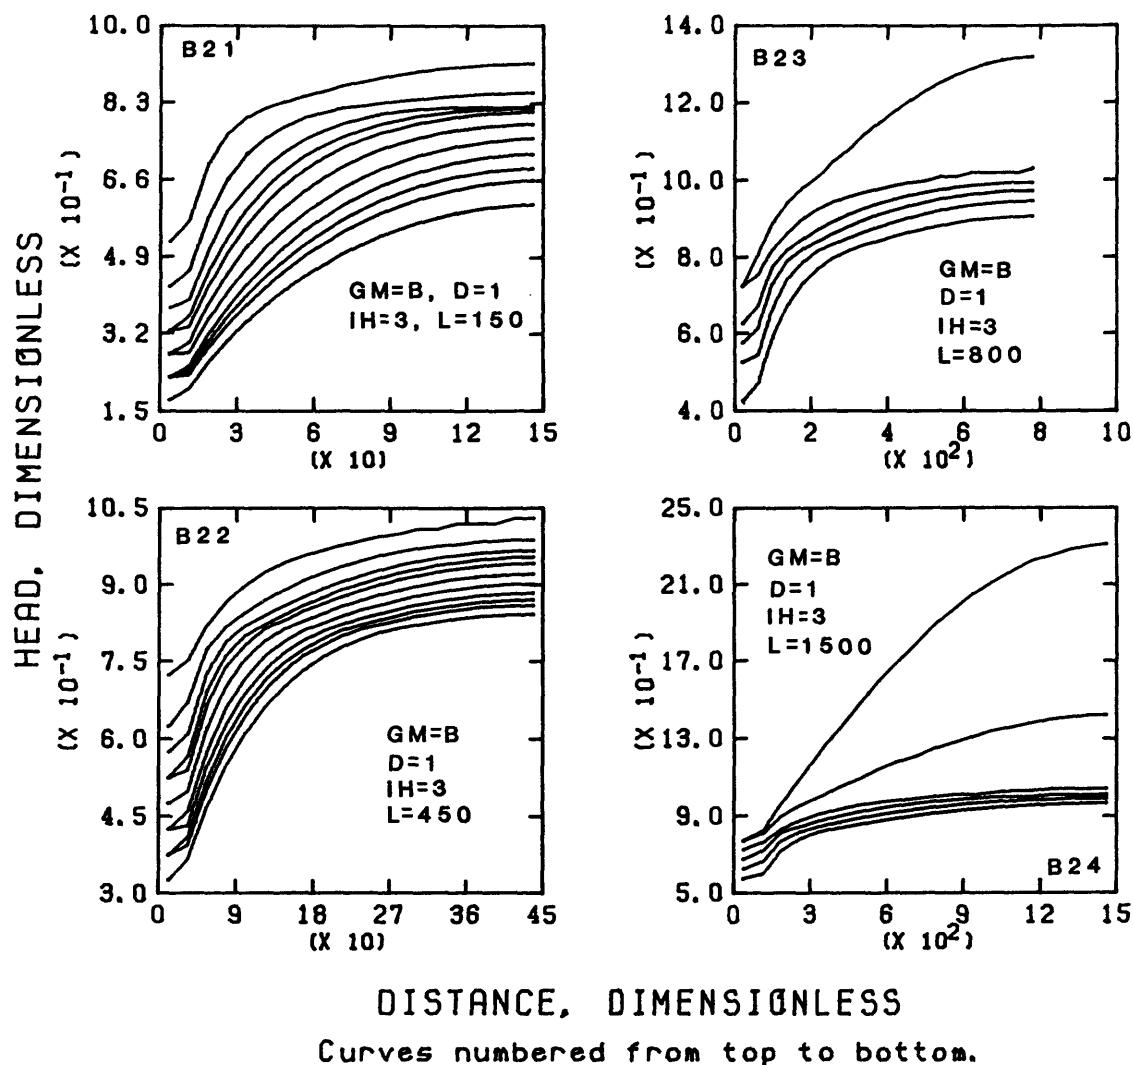 HEAD, DIMENSIONLESS
B21
10.0
8.3
6.6
4.9
3.2
1.5
(X 10⁻¹)
GM=B, D=1
IH=3, L=150
0 3 6 9 12 15
(X 10)
B23
14.0
12.0
10.0
8.0
6.0
4.0
(X 10⁻¹)
GM=B
D=1
IH=3
L=800
0 2 4 6 8 10
(X 10²)
B22
10.5
9.0
7.5
6.0
4.5
3.0
(X 10⁻¹)
GM=B
D=1
IH=3
L=450
0 9 18 27 36 45
(X 10)
25.0
21.0
17.0
13.0
9.0
5.0
(X 10⁻¹)
GM=B
D=1
IH=3
L=1500
B24
0 3 6 9 12 15
(X 10²)
DISTANCE, DIMENSIONLESS
Curves numbered from top to bottom.